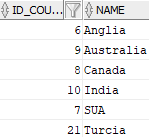 ID_COU... NAME
6 Anglia
9 Australia
8 Canada
10 India
7 SUA
21 Turcia